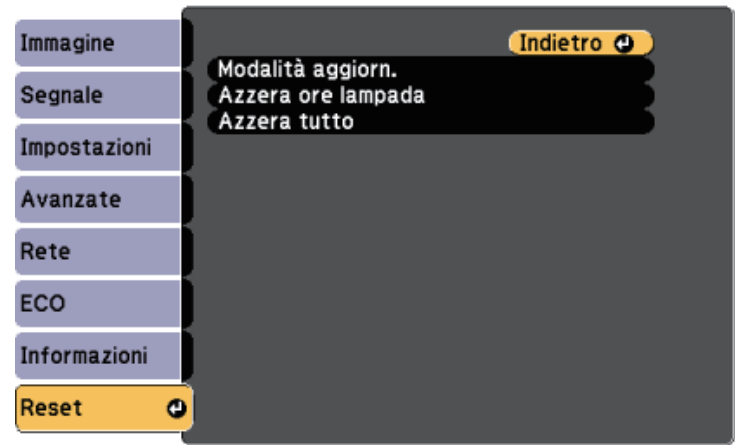 Immagine
Segnale
Impostazioni
Avanzate
Rete
ECO
Informazioni
Reset
Indietro
Modalità aggiorn.
Azzera ore lampada
Azzera tutto